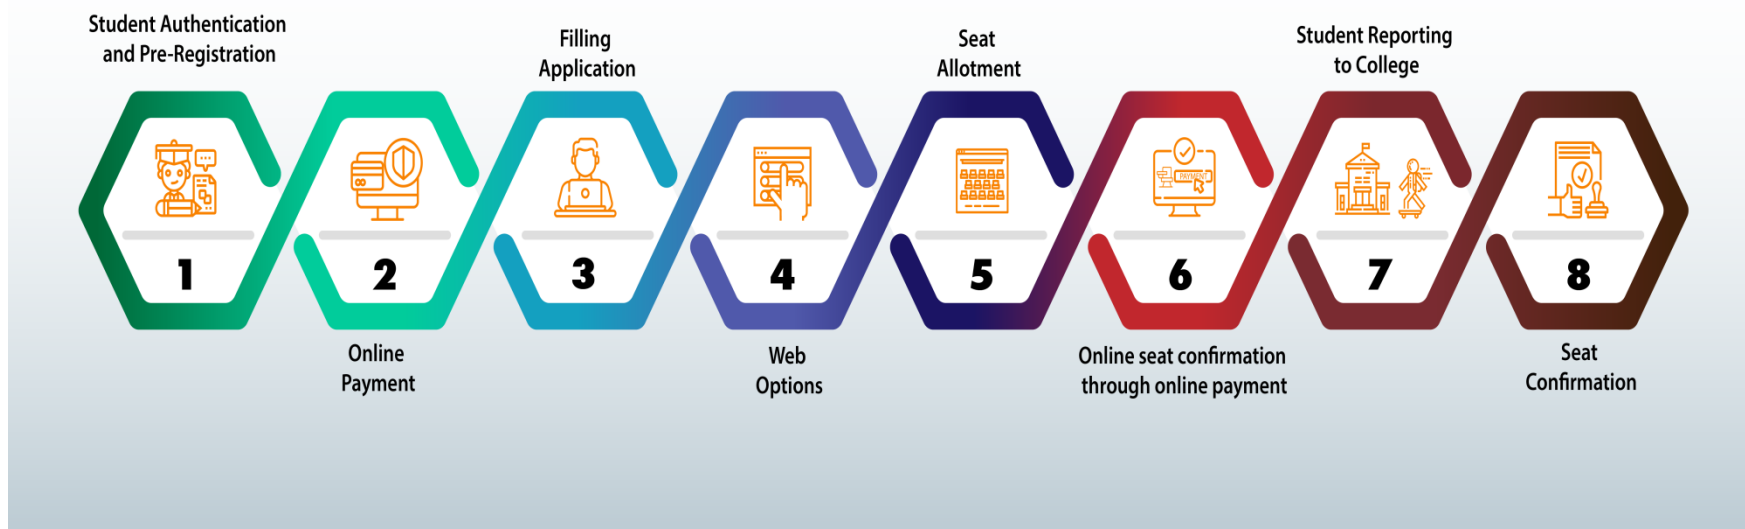 Student Authentication
and Pre-Registration
1
Online
Payment
2
Filling
Application
3
Web
Options
4
Seat
Allotment
5
PAYMENT
Online seat confirmation
through online payment
6
Student Reporting
to College
7
Seat
Confirmation
8